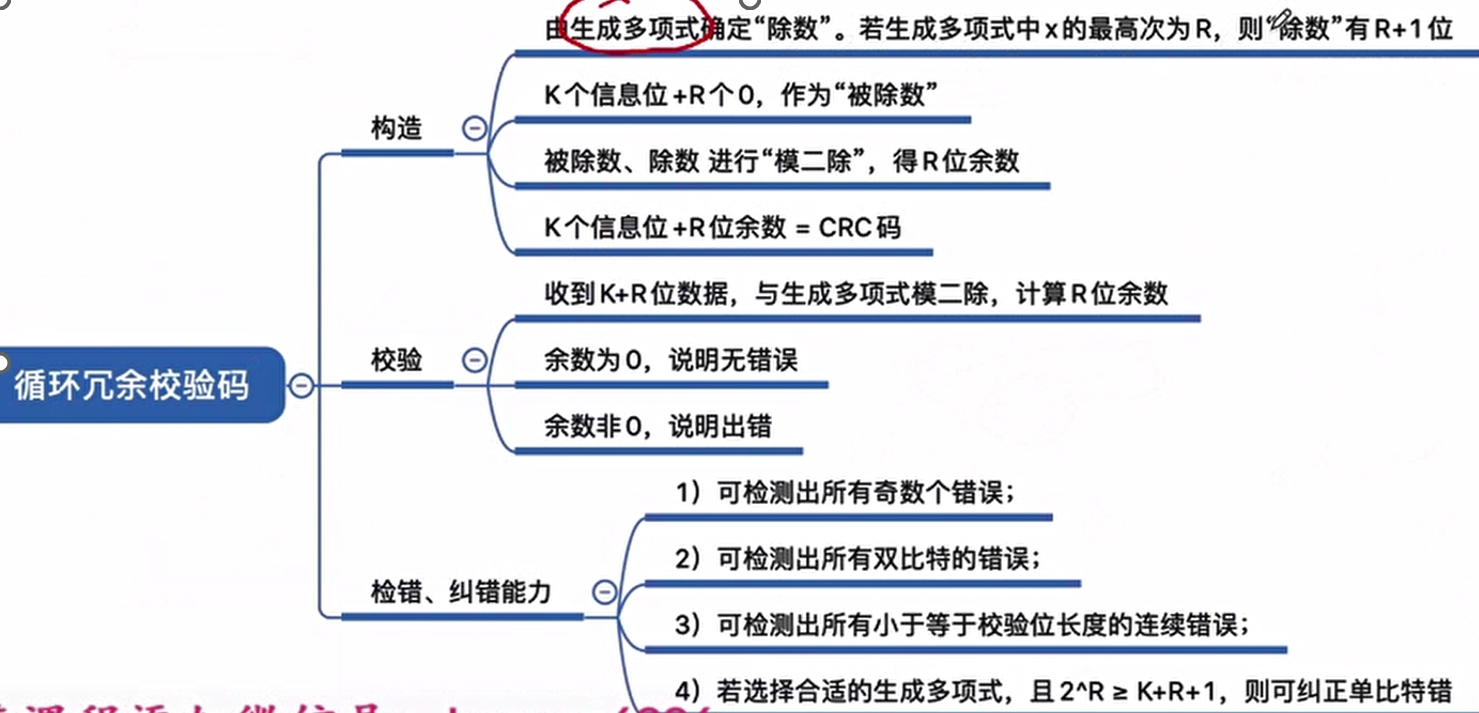 由生成多项式确定“除数”。若生成多项式中x的最高次为R，则“除数”有R+1位
K个信息位+R个0，作为“被除数”
构造
被除数、除数 进行“模二除”，得R位余数
K个信息位+R位余数 = CRC码
收到K+R位数据，与生成多项式模二除，计算R位余数
校验
余数为0，说明无错误
循环冗余校验码
余数非0，说明出错
1）可检测出所有奇数个错误；
2）可检测出所有双比特的错误；
检错、纠错能力
3）可检测出所有小于等于校验位长度的连续错误；
4）若选择合适的生成多项式，且2^R ≥ K+R+1，则可纠正单比特错